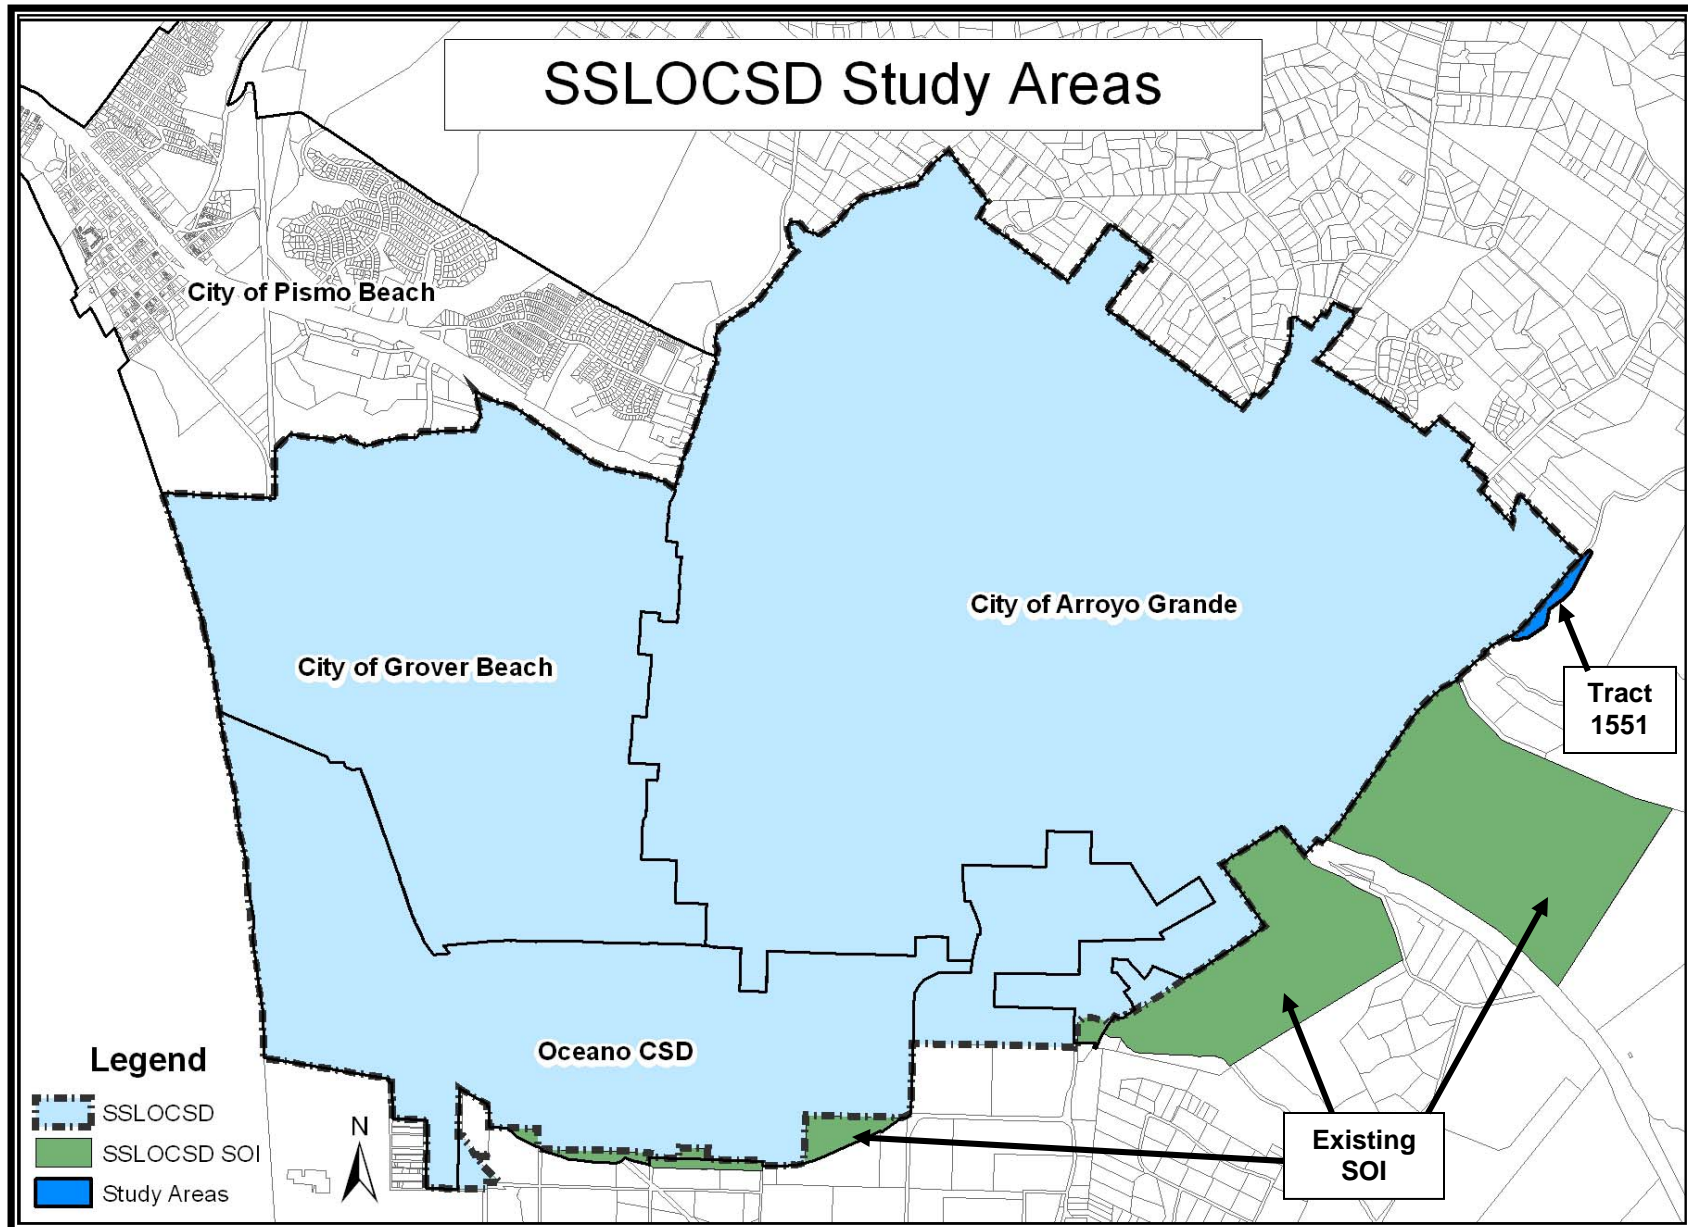 SSLOCSD Study Areas
City of Pismo Beach
City of Arroyo Grande
City of Grover Beach
Tract
1551
Oceano CSD
Existing
SOI
Legend
SSLOCSD
SSLOCSD SOI
Study Areas
N